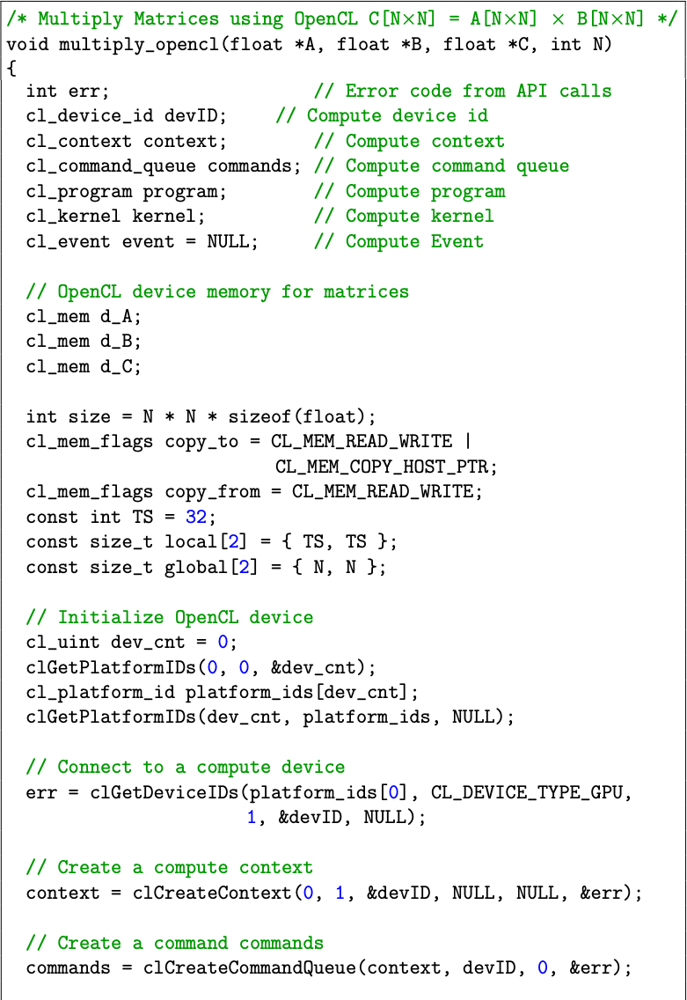 /* Multiply Matrices using OpenCL C[N×N] = A[N×N] × B[N×N] */
void multiply_opencl(float *A, float *B, float *C, int N)
{
  int err;                   // Error code from API calls
  cl_device_id devID;     // Compute device id
  cl_context context;        // Compute context
  cl_command_queue commands; // Compute command queue
  cl_program program;        // Compute program
  cl_kernel kernel;          // Compute kernel
  cl_event event = NULL;     // Compute Event

  // OpenCL device memory for matrices
  cl_mem d_A;
  cl_mem d_B;
  cl_mem d_C;

  int size = N * N * sizeof(float);
  cl_mem_flags copy_to = CL_MEM_READ_WRITE |
                         CL_MEM_COPY_HOST_PTR;
  cl_mem_flags copy_from = CL_MEM_READ_WRITE;
  const int TS = 32;
  const size_t local[2] = { TS, TS };
  const size_t global[2] = { N, N };

  // Initialize OpenCL device
  cl_uint dev_cnt = 0;
  clGetPlatformIDs(0, 0, &dev_cnt);
  cl_platform_id platform_ids[dev_cnt];
  clGetPlatformIDs(dev_cnt, platform_ids, NULL);

  // Connect to a compute device
  err = clGetDeviceIDs(platform_ids[0], CL_DEVICE_TYPE_GPU,
                       1, &devID, NULL);

  // Create a compute context
  context = clCreateContext(0, 1, &devID, NULL, NULL, &err);

  // Create a command commands
  commands = clCreateCommandQueue(context, devID, 0, &err);